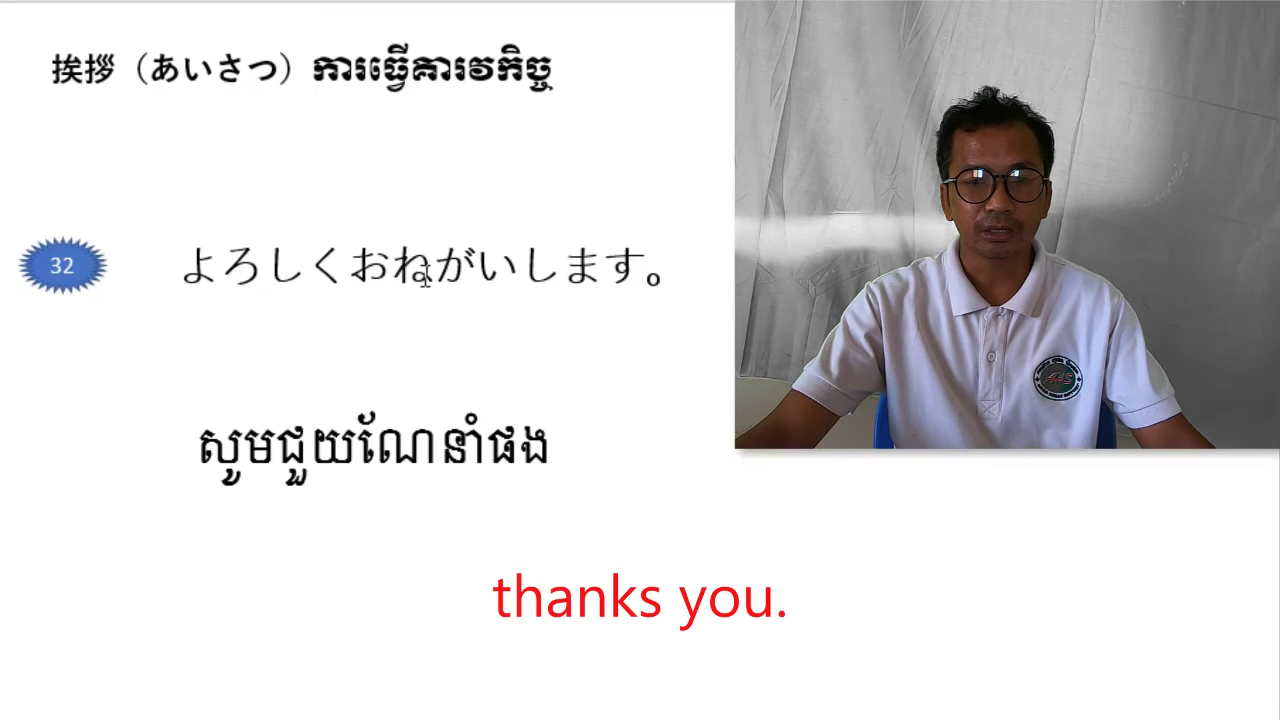 挨拶（あいさつ）ការធ្វើគារវកិច្ច
32
よろしくおねがいします。
សូមជួយណែនាំផង
thanks you.